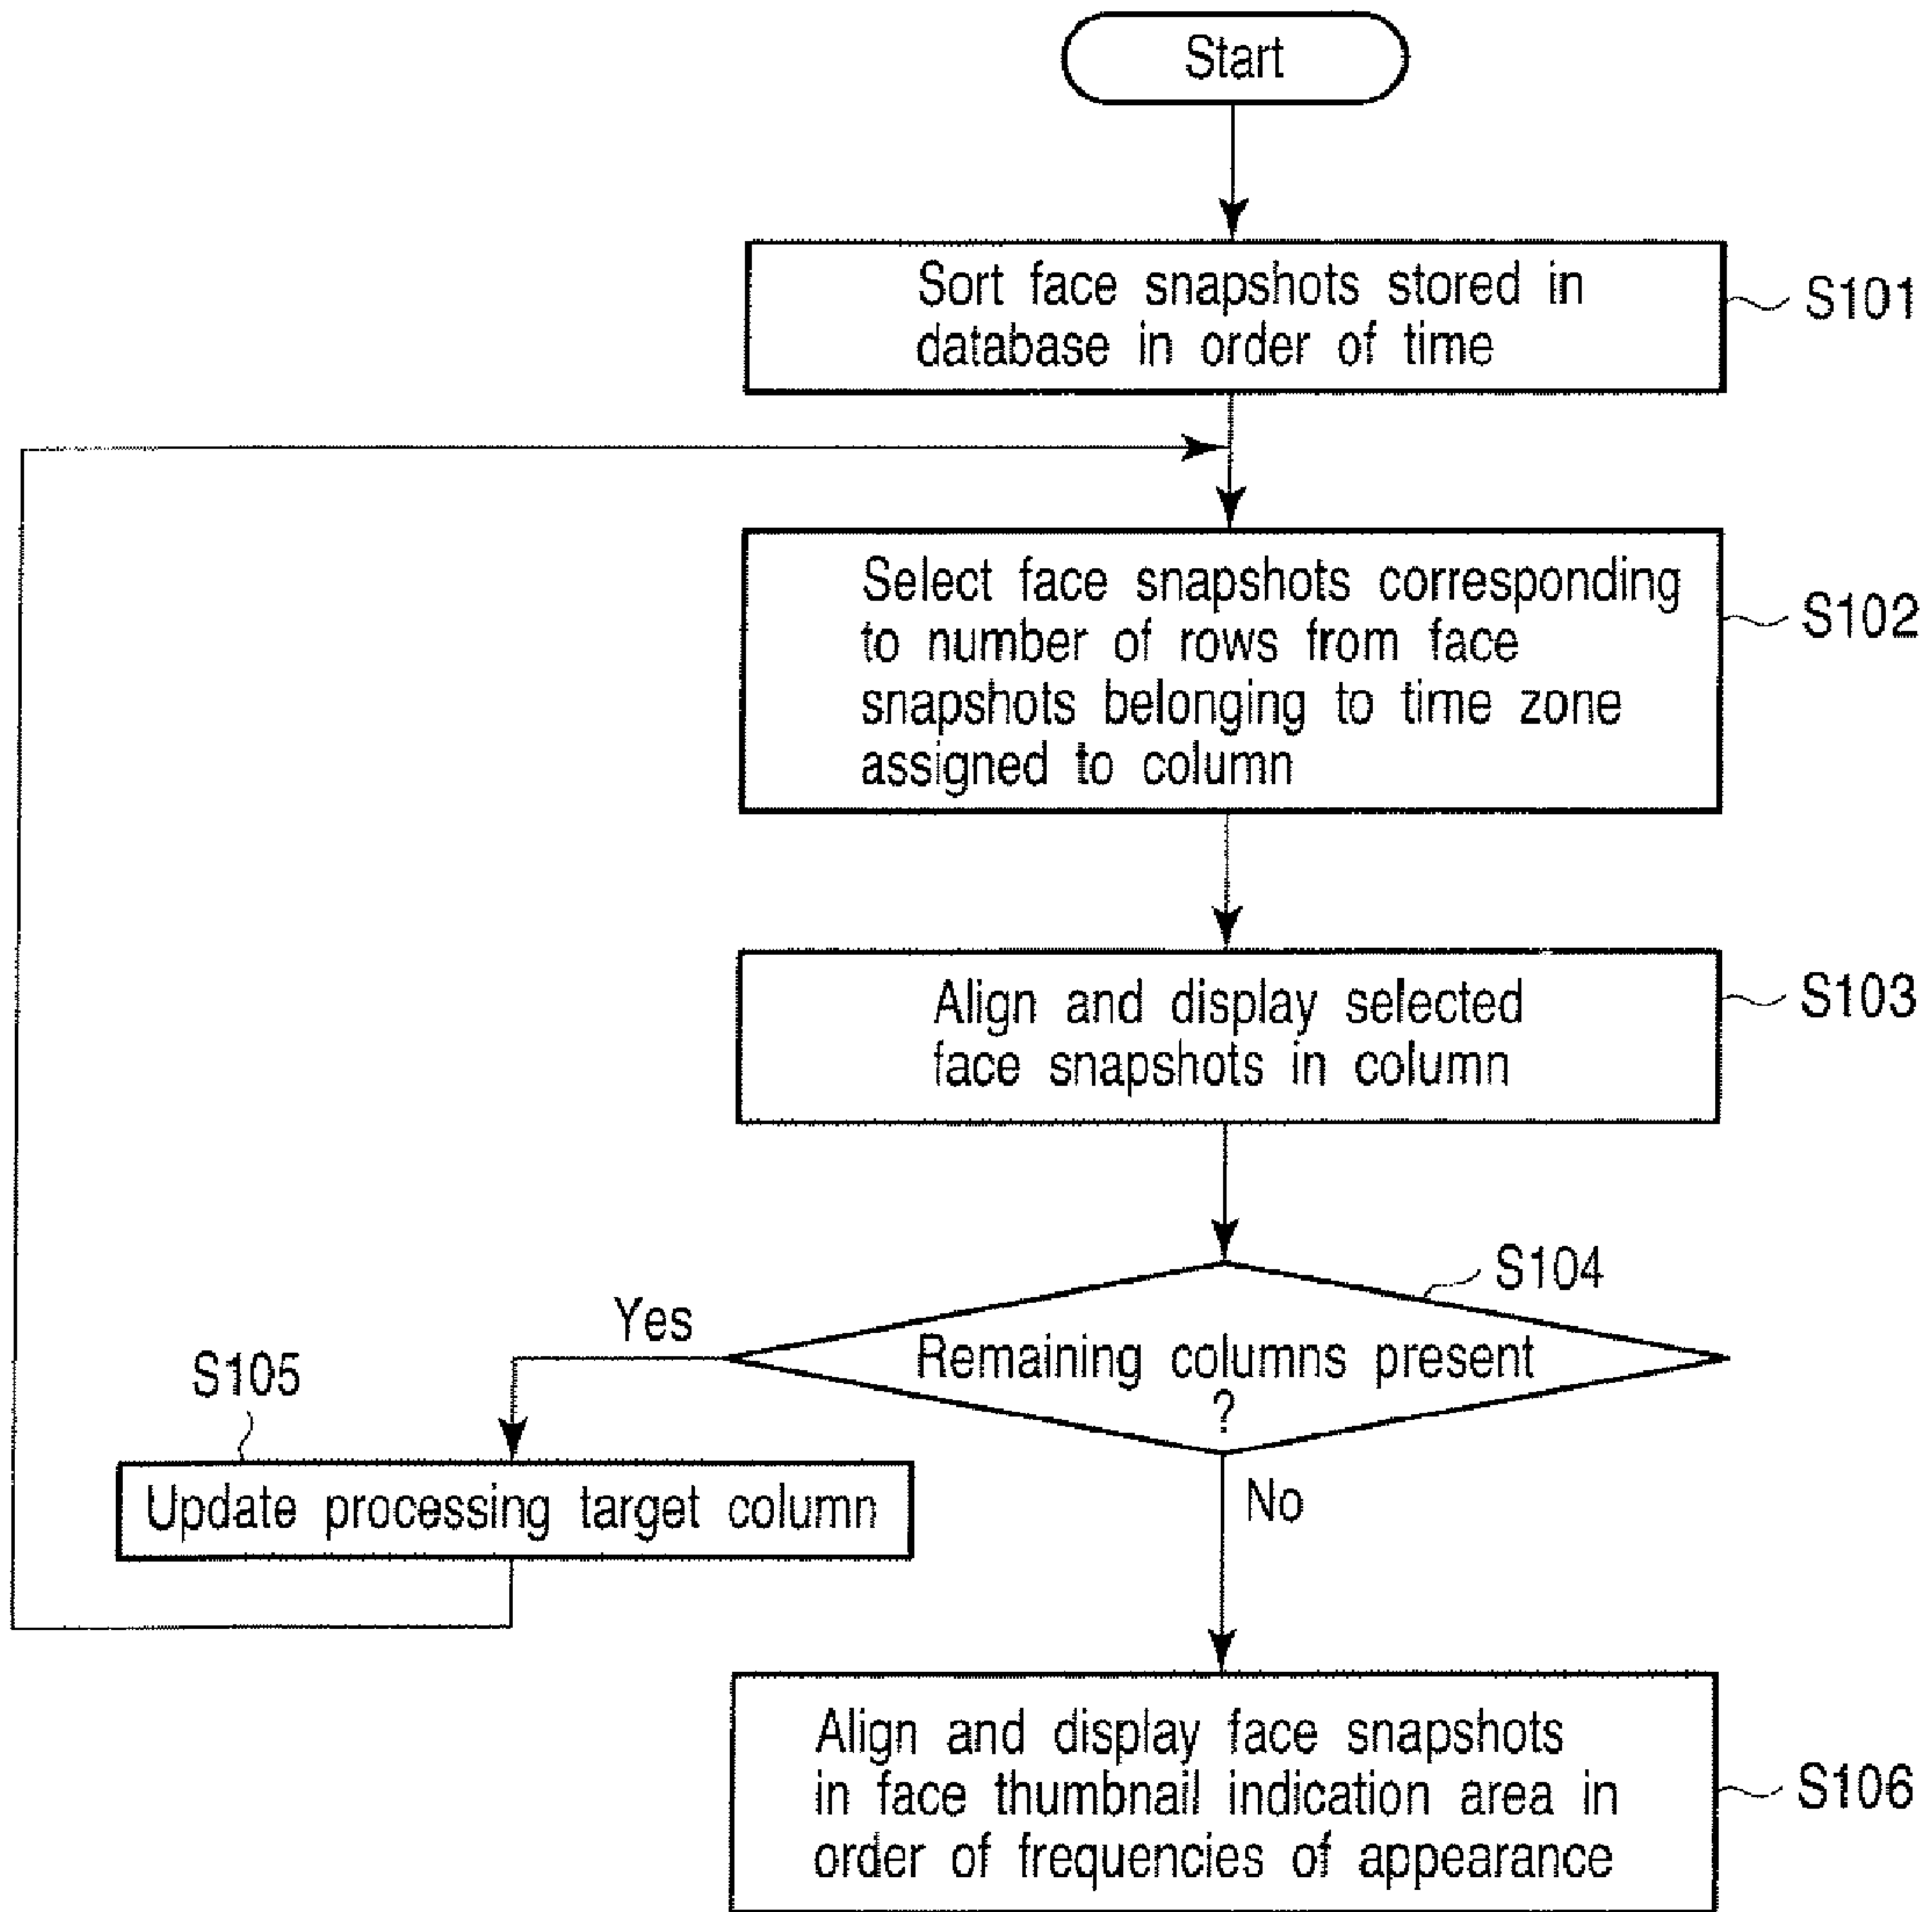 Start
Sort face snapshots stored in
database in order of time
S101
Select face snapshots corresponding
to number of rows from face
snapshots belonging to time zone
assigned to column
S102
Align and display selected
face snapshots in column
S103
S104
Remaining columns present
?
Yes
S105
Update processing target column
No
Align and display face snapshots
in face thumbnail indication area in
order of frequencies of appearance
S106